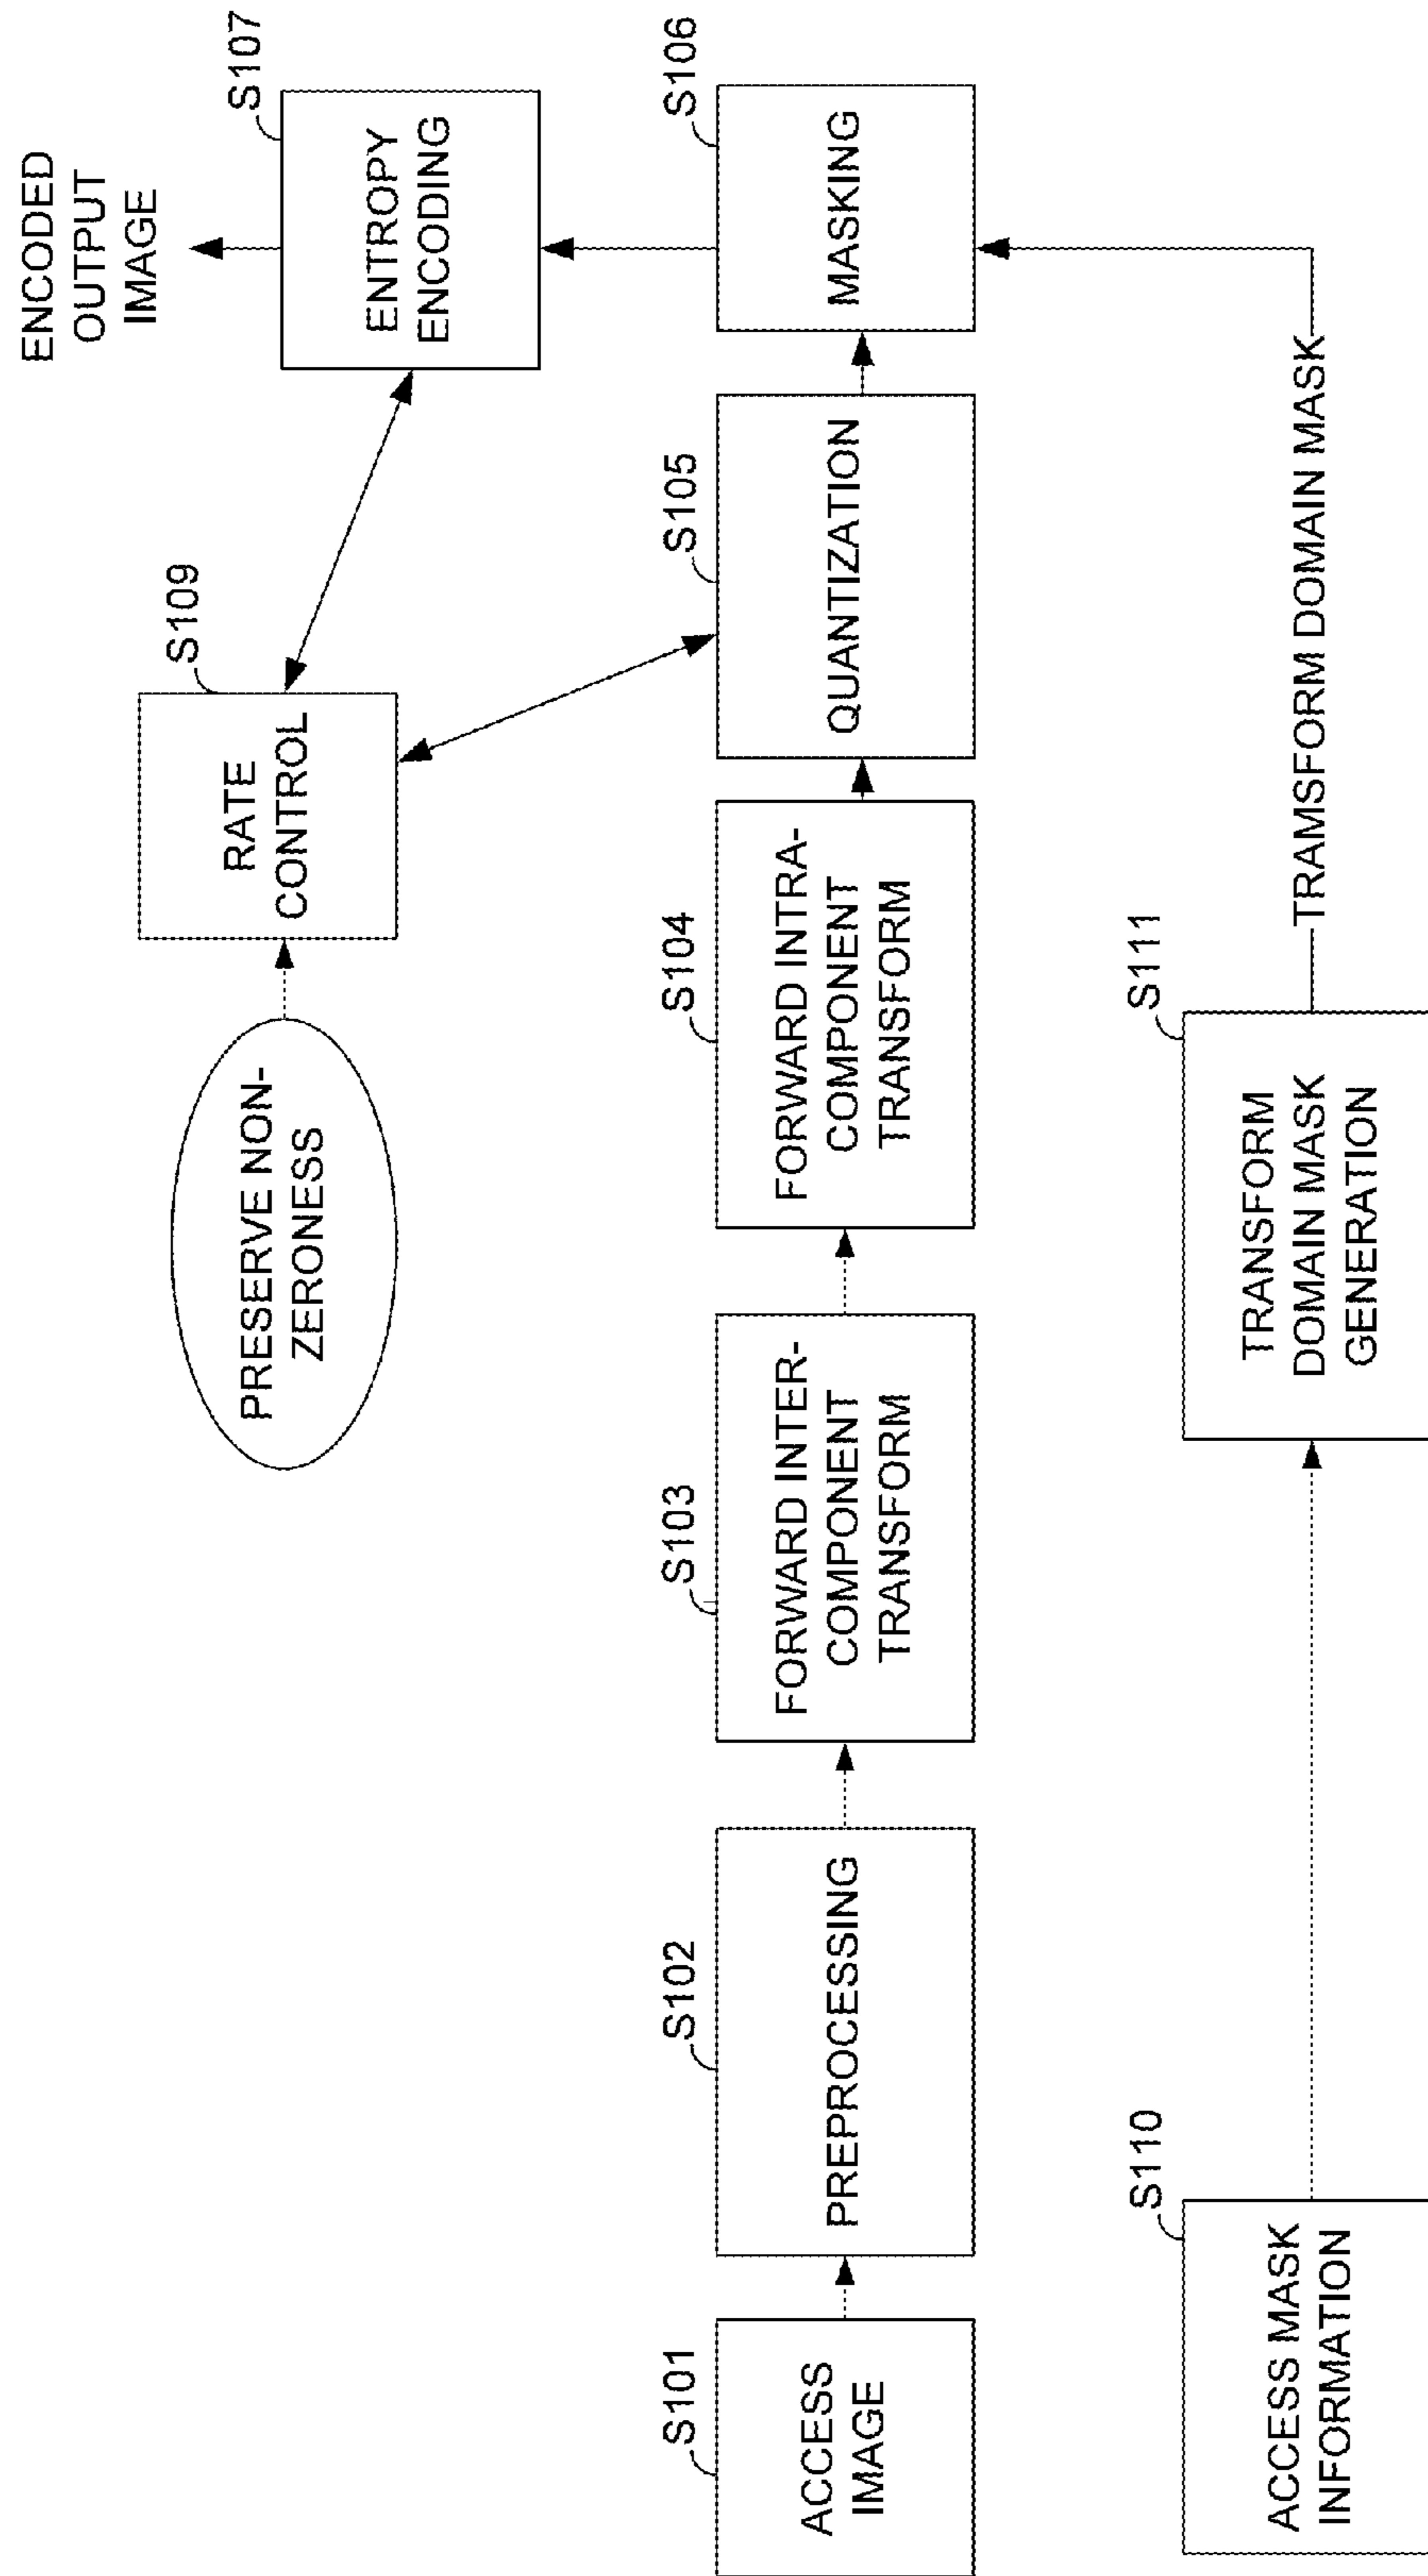 ENCODED
OUTPUT
IMAGE
S107
ENTROPY
ENCODING
S109
RATE
CONTROL
PRESERVE NON-
ZERONESS
S101
ACCESS
IMAGE
S102
PREPROCESSING
S103
FORWARD INTER-
COMPONENT
TRANSFORM
S104
FORWARD INTRA-
COMPONENT
TRANSFORM
S105
QUANTIZATION
S106
MASKING
S110
ACCESS MASK
INFORMATION
S111
TRANSFORM
DOMAIN MASK
GENERATION
TRAMSFORM DOMAIN MASK